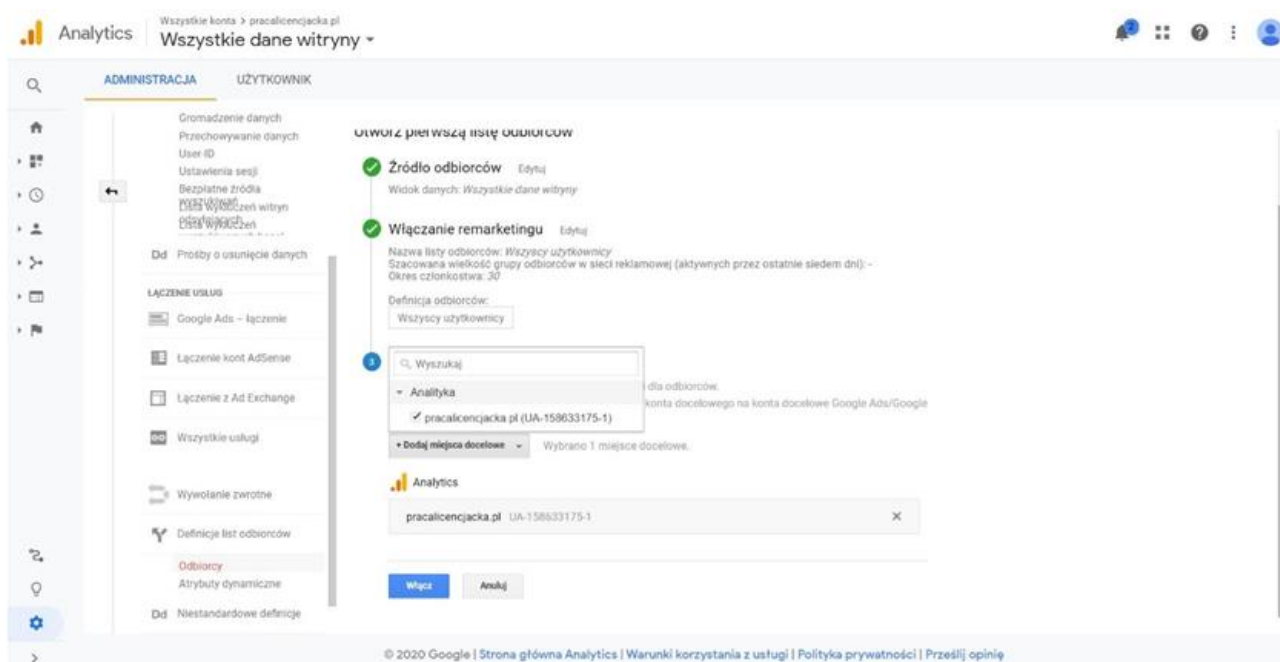 Analytics
Wszystkie konta > pracalicencjacka.pl
Wszystkie dane witryny
2
ADMINISTRACJA
UŻYTKOWNIK
Gromadzenie danych
Przechowywanie danych
User-ID
Ustawienia sesji
Bezpłatne źródła
Lista wykluczeń witryn
Lista wykluczeń
Dd Prośby o usunięcie danych
ŁĄCZENIE USŁUG
Google Ads – łączenie
Łączenie kont AdSense
Łączenie z Ad Exchange
Wszystkie usługi
Wywołanie zwrotne
Definicje list odbiorców
Odbiorcy
Atrybuty dynamiczne
Dd Niestandardowe definicje
Utwórz pierwszą listę odbiorców
Źródło odbiorców Edytuj
Widok danych: Wszystkie dane witryny
Włączanie remarketingu Edytuj
Nazwa listy odbiorców: Wszyscy użytkownicy
Szacowana wielkość grupy odbiorców w sieci reklamowej (aktywnych przez ostatnie siedem dni): -
Okres członkostwa: 30
Definicja odbiorców:
Wszyscy użytkownicy
3
Wyszukaj
Analityka
pracalicencjacka.pl (UA-158633175-1)
dla odbiorców.
konta docelowego na konta docelowe Google Ads/Google
+ Dodaj miejsca docelowe
Wybrano 1 miejsce docelowe.
Analytics
pracalicencjacka.pl UA-158633175-1
Włącz
Anuluj
© 2020 Google | Strona główna Analytics | Warunki korzystania z usługi | Polityka prywatności | Prześlij opinię